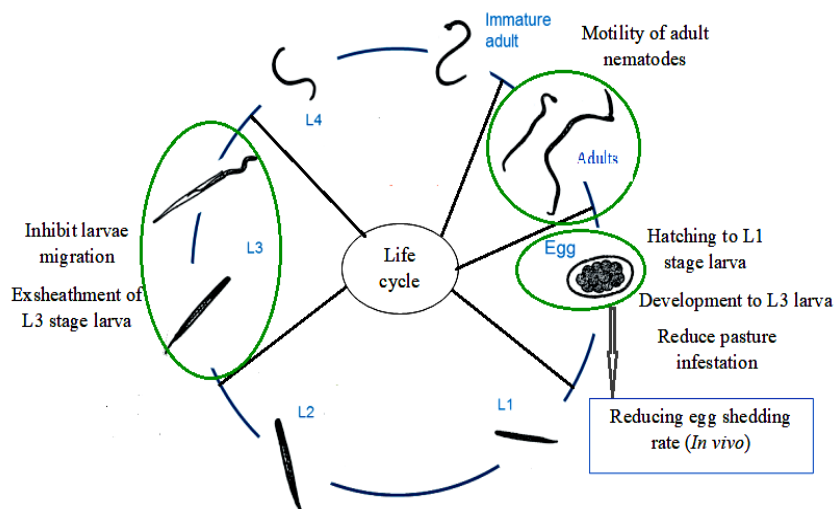 Immature
adult
Motility of adult
nematodes
L4
Adults
Inhibit larvae
migration
L3
Exsheathment of
L3 stage larva
Life
cycle
Egg
Hatching to L1
stage larva
Development to L3 larva
Reduce pasture
infestation
L2
L1
Reducing egg shedding
rate (In vivo)